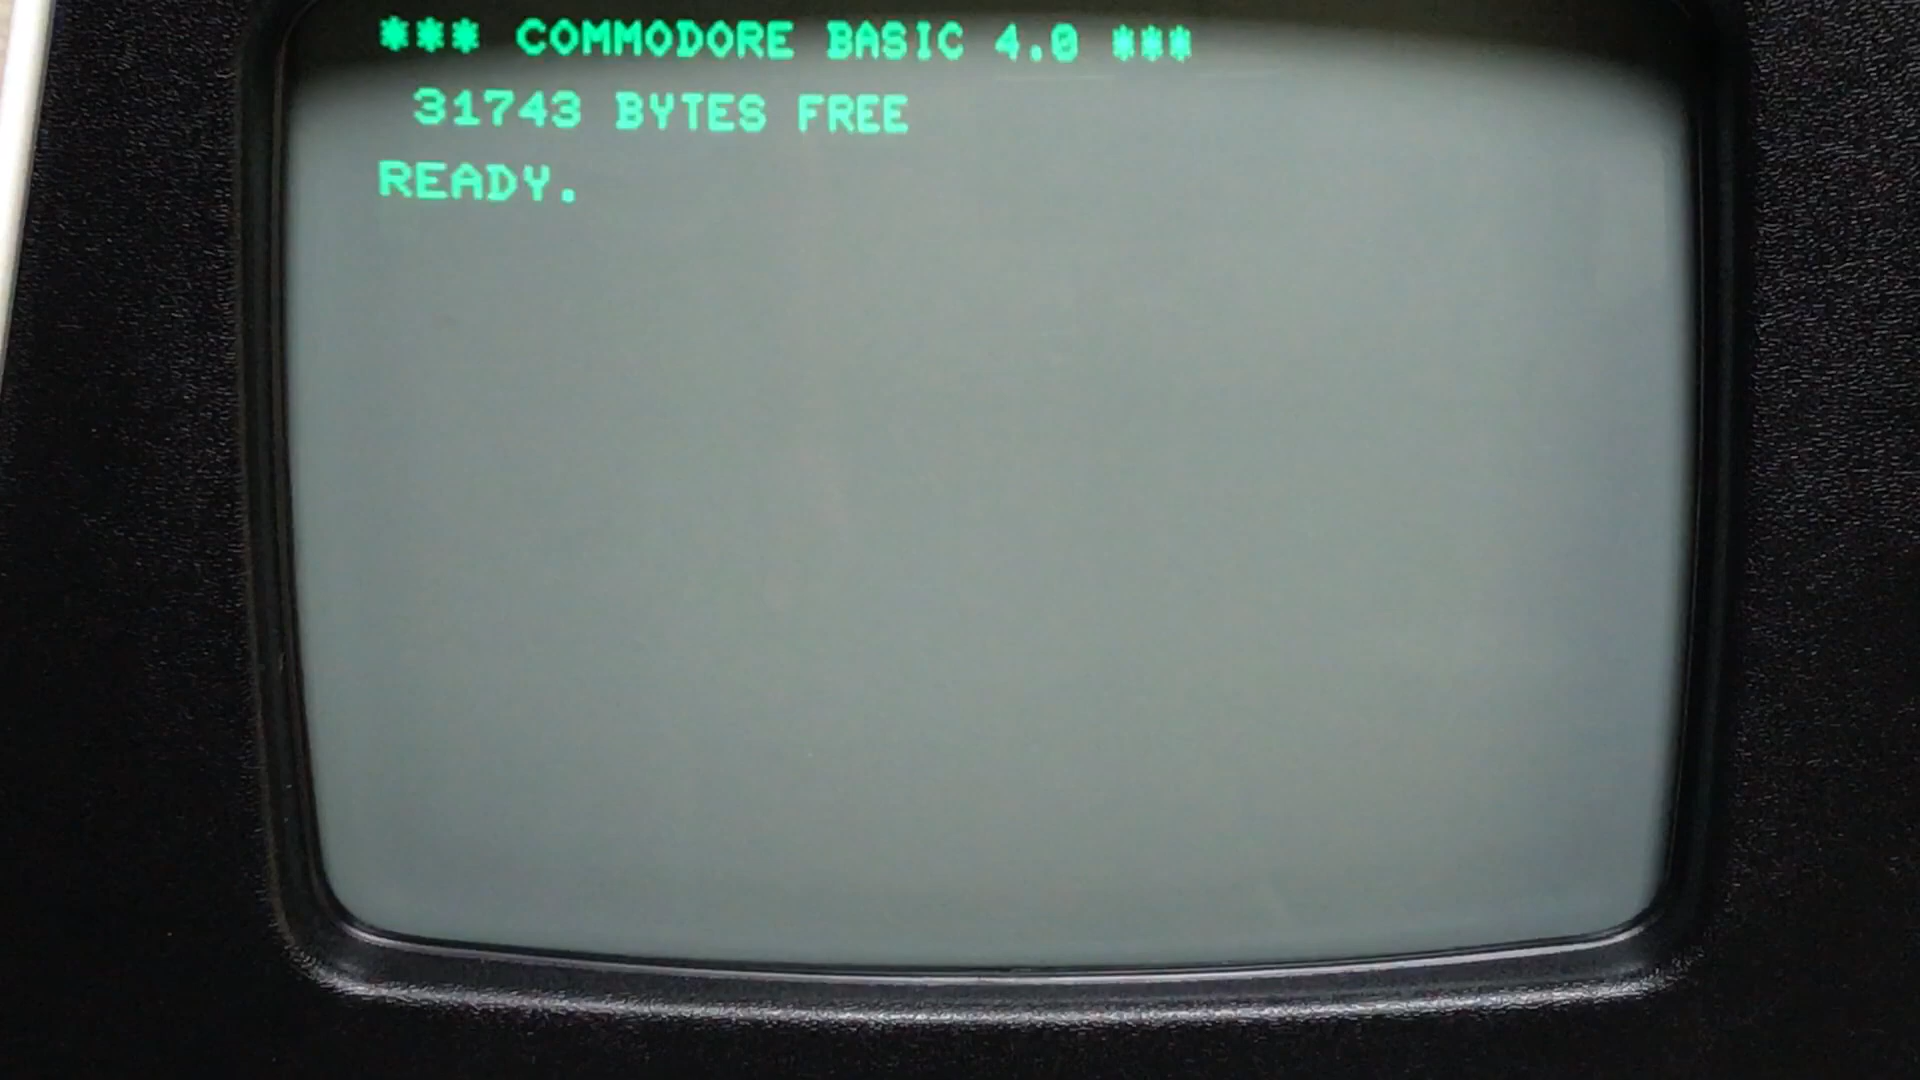 *** COMMODORE BASIC 4.0 ***
31743 BYTES FREE
READY.